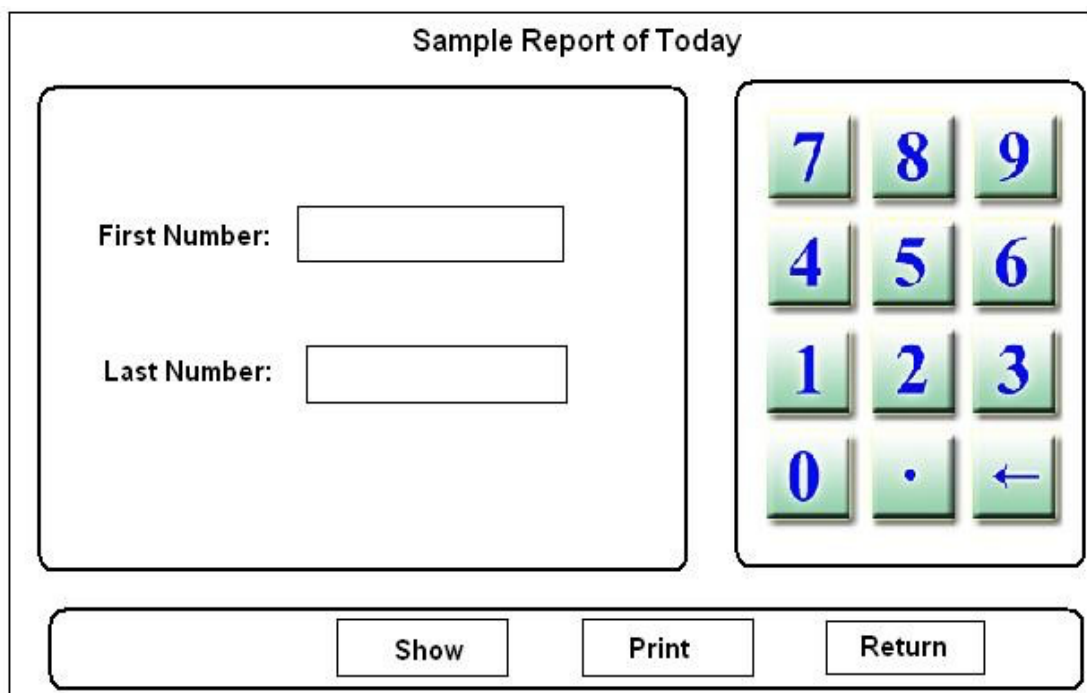 Sample Report of Today
First Number:
Last Number:
7 8 9
4 5 6
1 2 3
0 . ←
Show Print Return